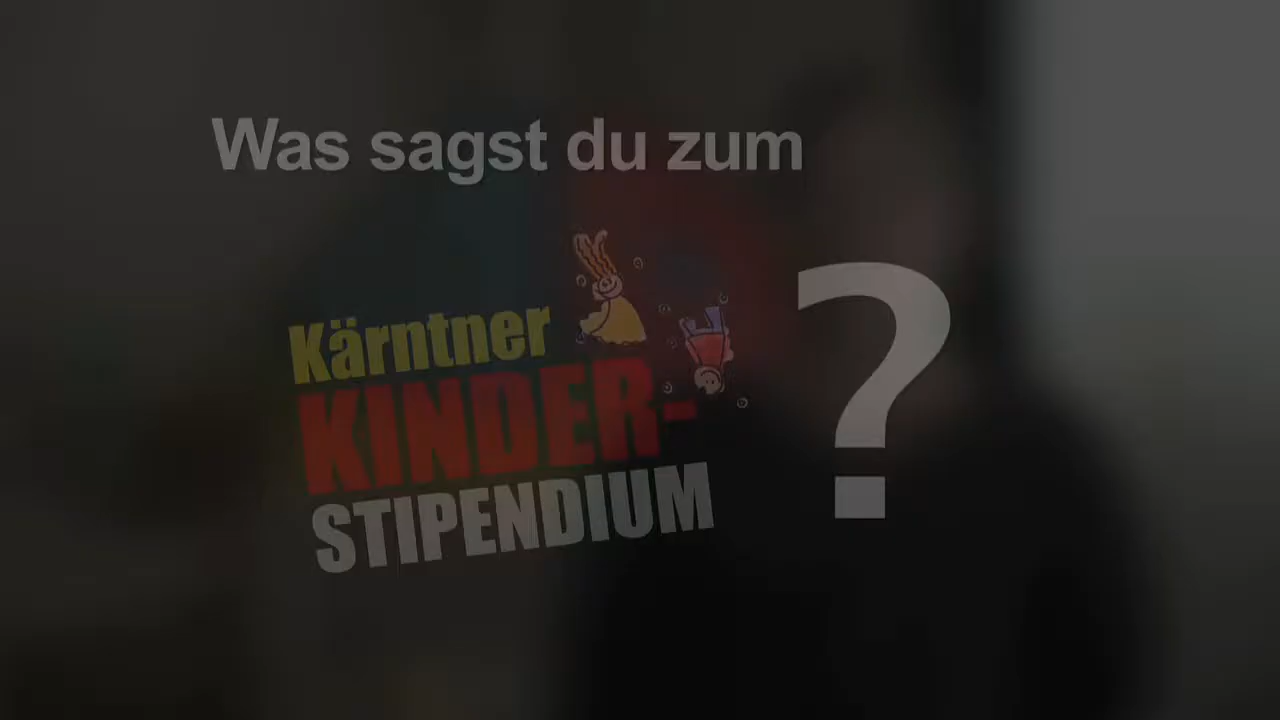 Was sagst du zum
Kärntner
KINDER-
STIPENDIUM
?